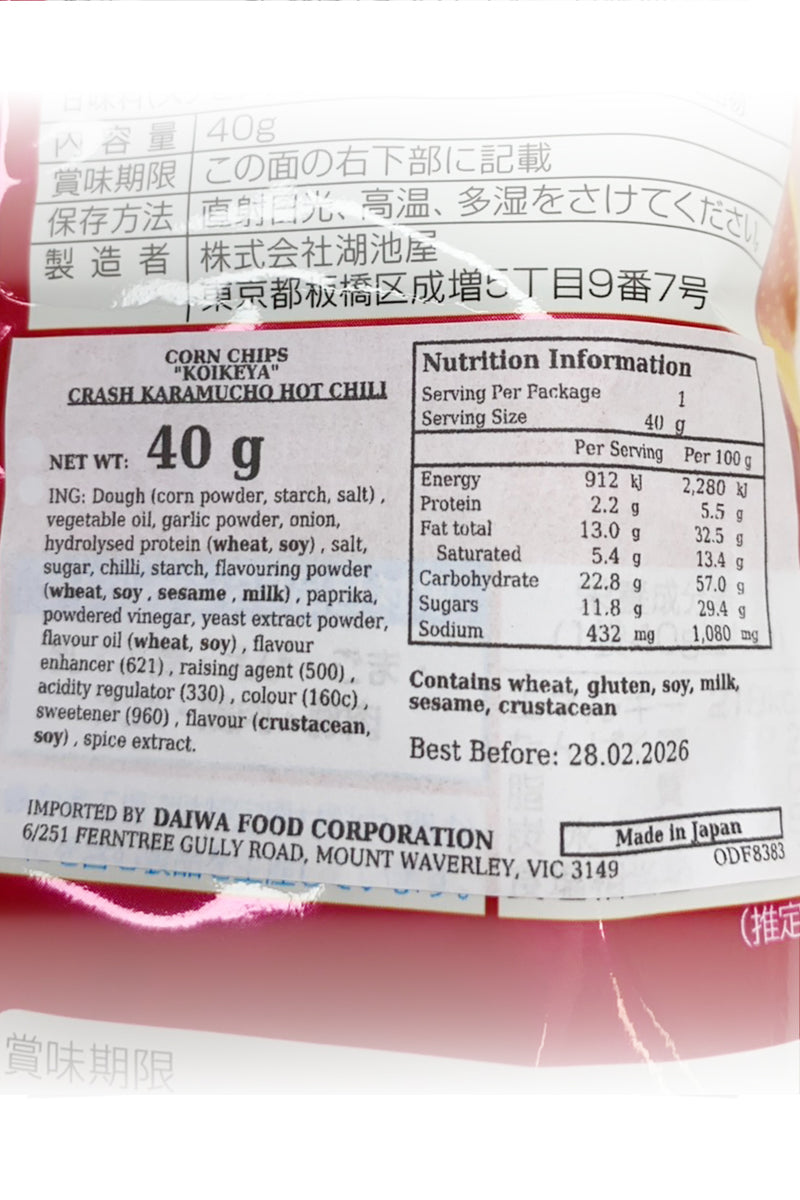 内容量 40g
賞味期限 この面の右下部に記載
保存方法 直射日光、高温、多湿をさけてください。
製造者 株式会社湖池屋
東京都板橋区成増5丁目9番7号
CORN CHIPS
"KOIKEYA"
CRASH KARAMUCHO HOT CHILI
NET WT: 40 g
ING: Dough (corn powder, starch, salt) ,
vegetable oil, garlic powder, onion,
hydrolysed protein (wheat, soy) , salt,
sugar, chilli, starch, flavouring powder
(wheat, soy , sesame , milk) , paprika,
powdered vinegar, yeast extract powder,
flavour oil (wheat, soy) , flavour
enhancer (621) , raising agent (500) ,
acidity regulator (330) , colour (160c) ,
sweetener (960) , flavour (crustacean,
soy) , spice extract.
Nutrition Information
Serving Per Package 1
Serving Size 40 g
Per Serving Per 100 g
Energy 912 kj 2,280 kj
Protein 2.2 g 5.5 g
Fat total 13.0 g 32.5 g
Saturated 5.4 g 13.4 g
Carbohydrate 22.8 g 57.0 g
Sugars 11.8 g 29.4 g
Sodium 432 mg 1,080 mg
Contains wheat, gluten, soy, milk,
sesame, crustacean
Best Before: 28.02.2026
IMPORTED BY DAIWA FOOD CORPORATION
6/251 FERNTREE GULLY ROAD, MOUNT WAVERLEY, VIC 3149
Made in Japan
ODF8383
(推定
賞味期限